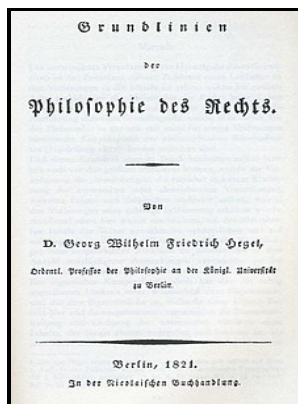 Grundlinien
der
Philosophie des Rechts.
Von
D. Georg Wilhelm Friedrich Hegel,
Ordentl. Professor der Philosophie an der Königl. Universität
zu Berlin.
Berlin, 1821.
In der Nicolaischen Buchhandlung.